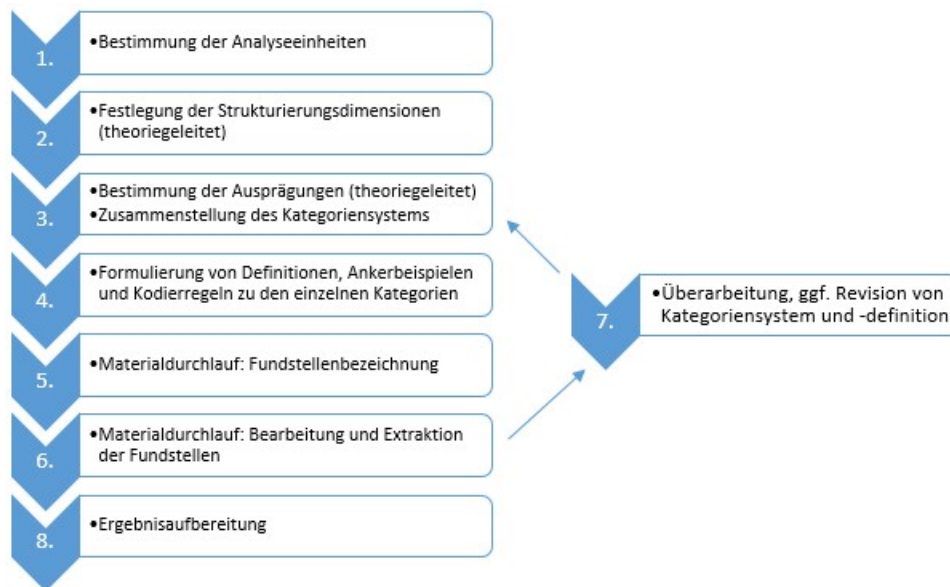 1.
•Bestimmung der Analyseeinheiten
2.
•Festlegung der Strukturierungsdimensionen
(theoriegeleitet)
3.
•Bestimmung der Ausprägungen (theoriegeleitet)
•Zusammenstellung des Kategoriensystems
4.
•Formulierung von Definitionen, Ankerbeispielen
und Kodierregeln zu den einzelnen Kategorien
5.
•Materialdurchlauf: Fundstellenbezeichnung
6.
•Materialdurchlauf: Bearbeitung und Extraktion
der Fundstellen
7.
•Überarbeitung, ggf. Revision von
Kategoriensystem und -definition
8.
•Ergebnisaufbereitung